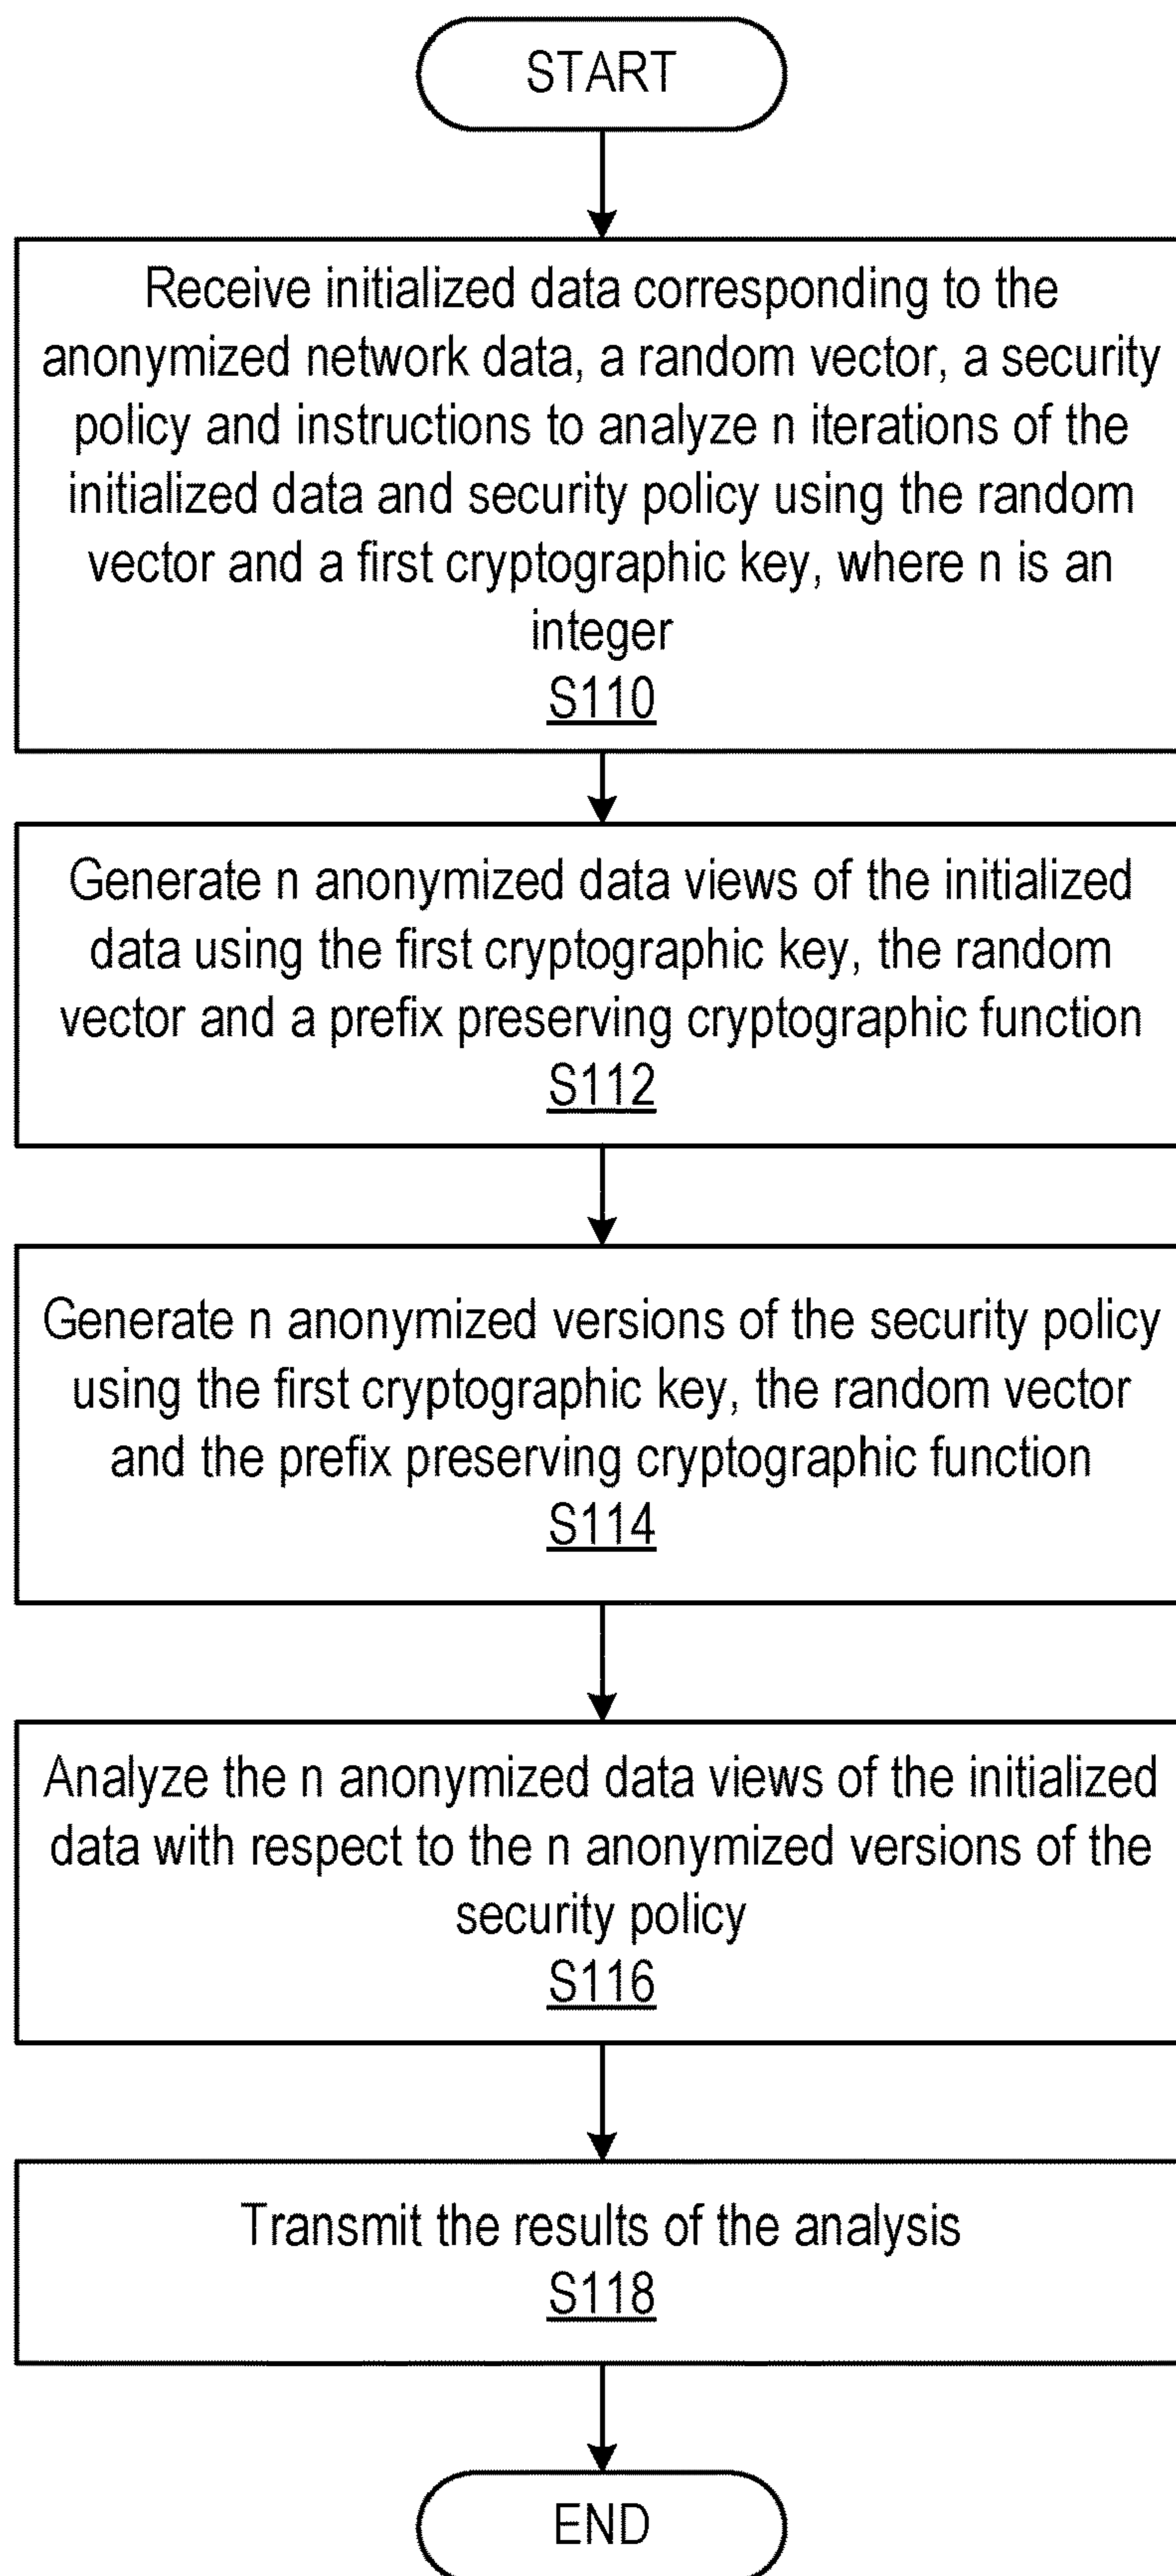 START
Receive initialized data corresponding to the
anonymized network data, a random vector, a security
policy and instructions to analyze n iterations of the
initialized data and security policy using the random
vector and a first cryptographic key, where n is an
integer
S110
Generate n anonymized data views of the initialized
data using the first cryptographic key, the random
vector and a prefix preserving cryptographic function
S112
Generate n anonymized versions of the security policy
using the first cryptographic key, the random vector
and the prefix preserving cryptographic function
S114
Analyze the n anonymized data views of the initialized
data with respect to the n anonymized versions of the
security policy
S116
Transmit the results of the analysis
S118
END